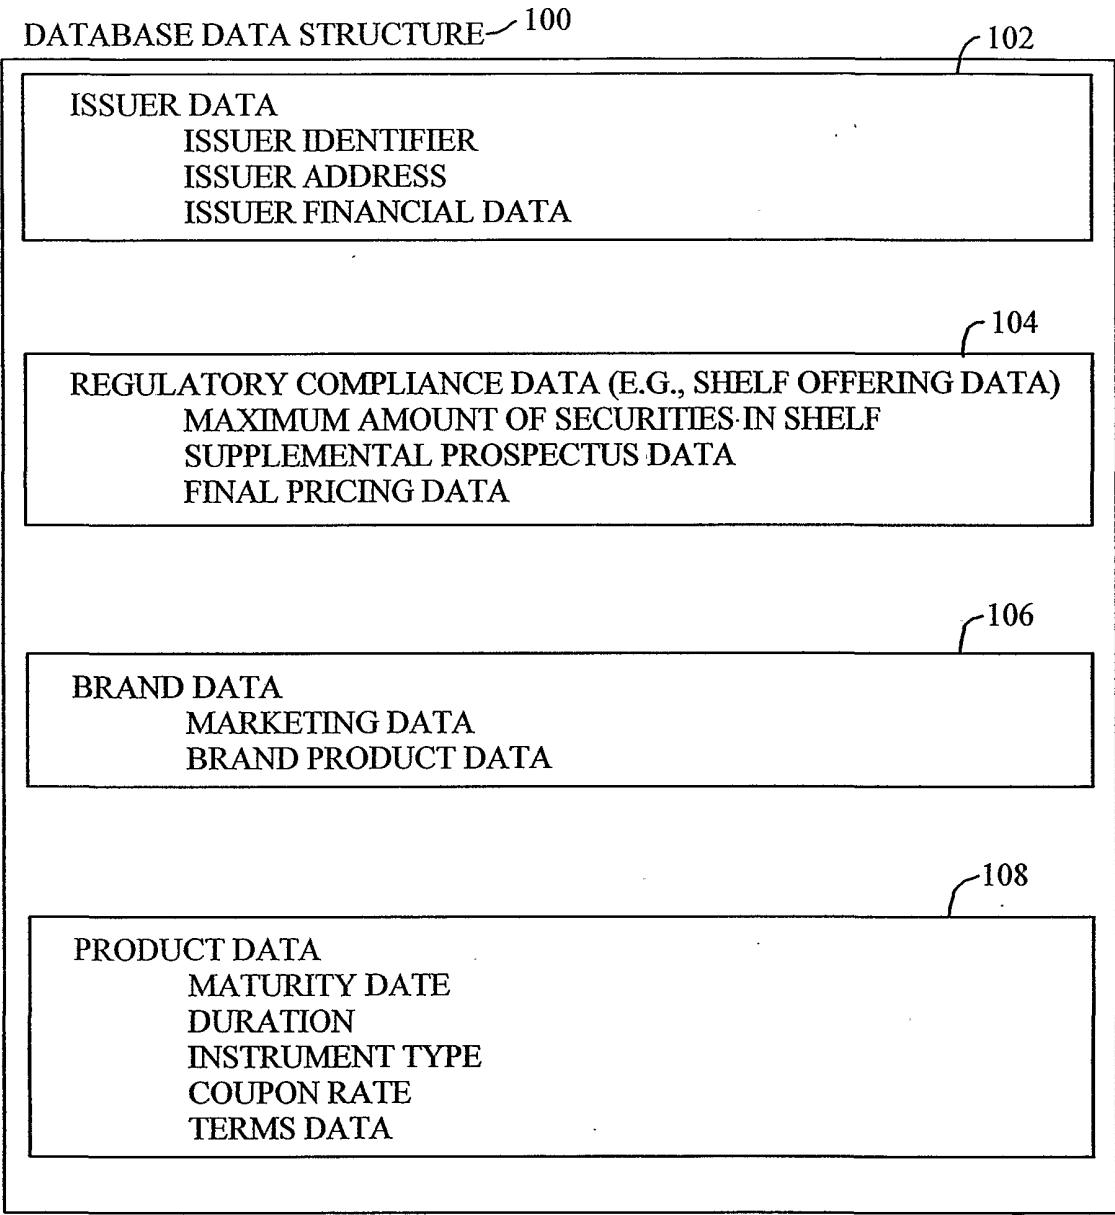 DATABASE DATA STRUCTURE 100
102
ISSUER DATA
ISSUER IDENTIFIER
ISSUER ADDRESS
ISSUER FINANCIAL DATA
104
REGULATORY COMPLIANCE DATA (E.G., SHELF OFFERING DATA)
MAXIMUM AMOUNT OF SECURITIES IN SHELF
SUPPLEMENTAL PROSPECTUS DATA
FINAL PRICING DATA
106
BRAND DATA
MARKETING DATA
BRAND PRODUCT DATA
108
PRODUCT DATA
MATURITY DATE
DURATION
INSTRUMENT TYPE
COUPON RATE
TERMS DATA